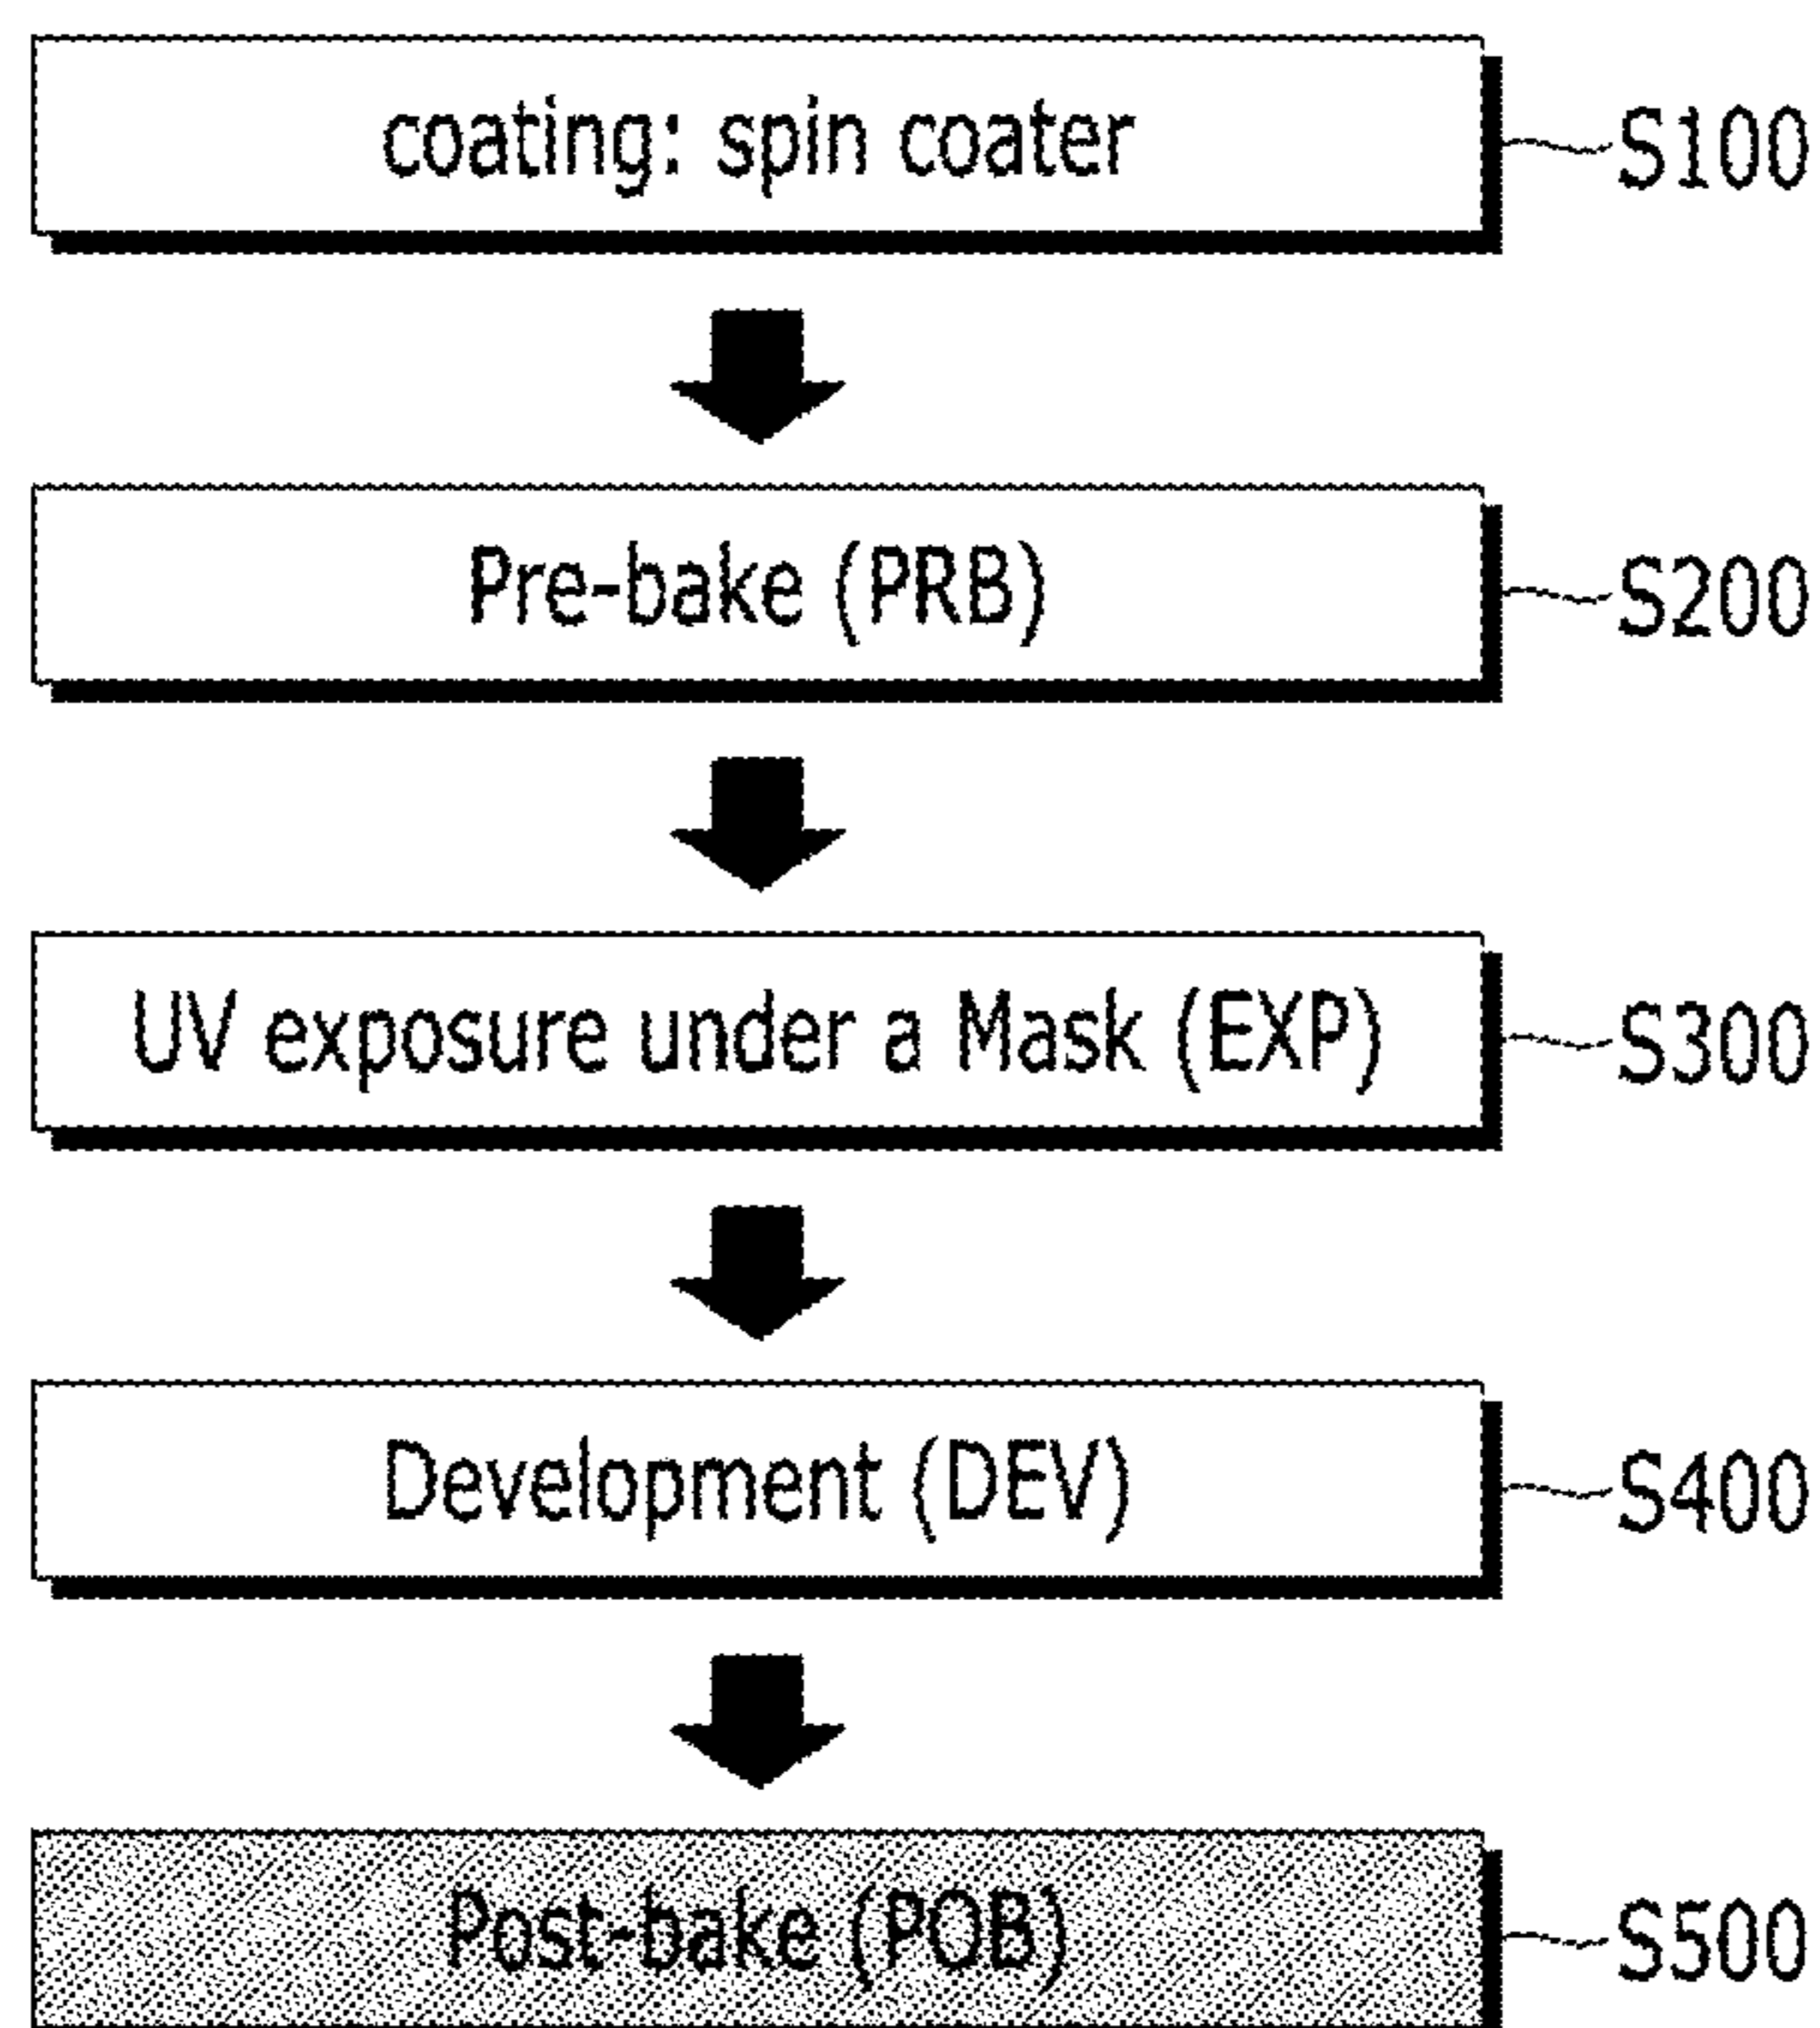 coating: spin coater S100
Pre-bake (PRB) S200
UV exposure under a Mask (EXP) S300
Development (DEV) S400
Post-bake (POB) S500